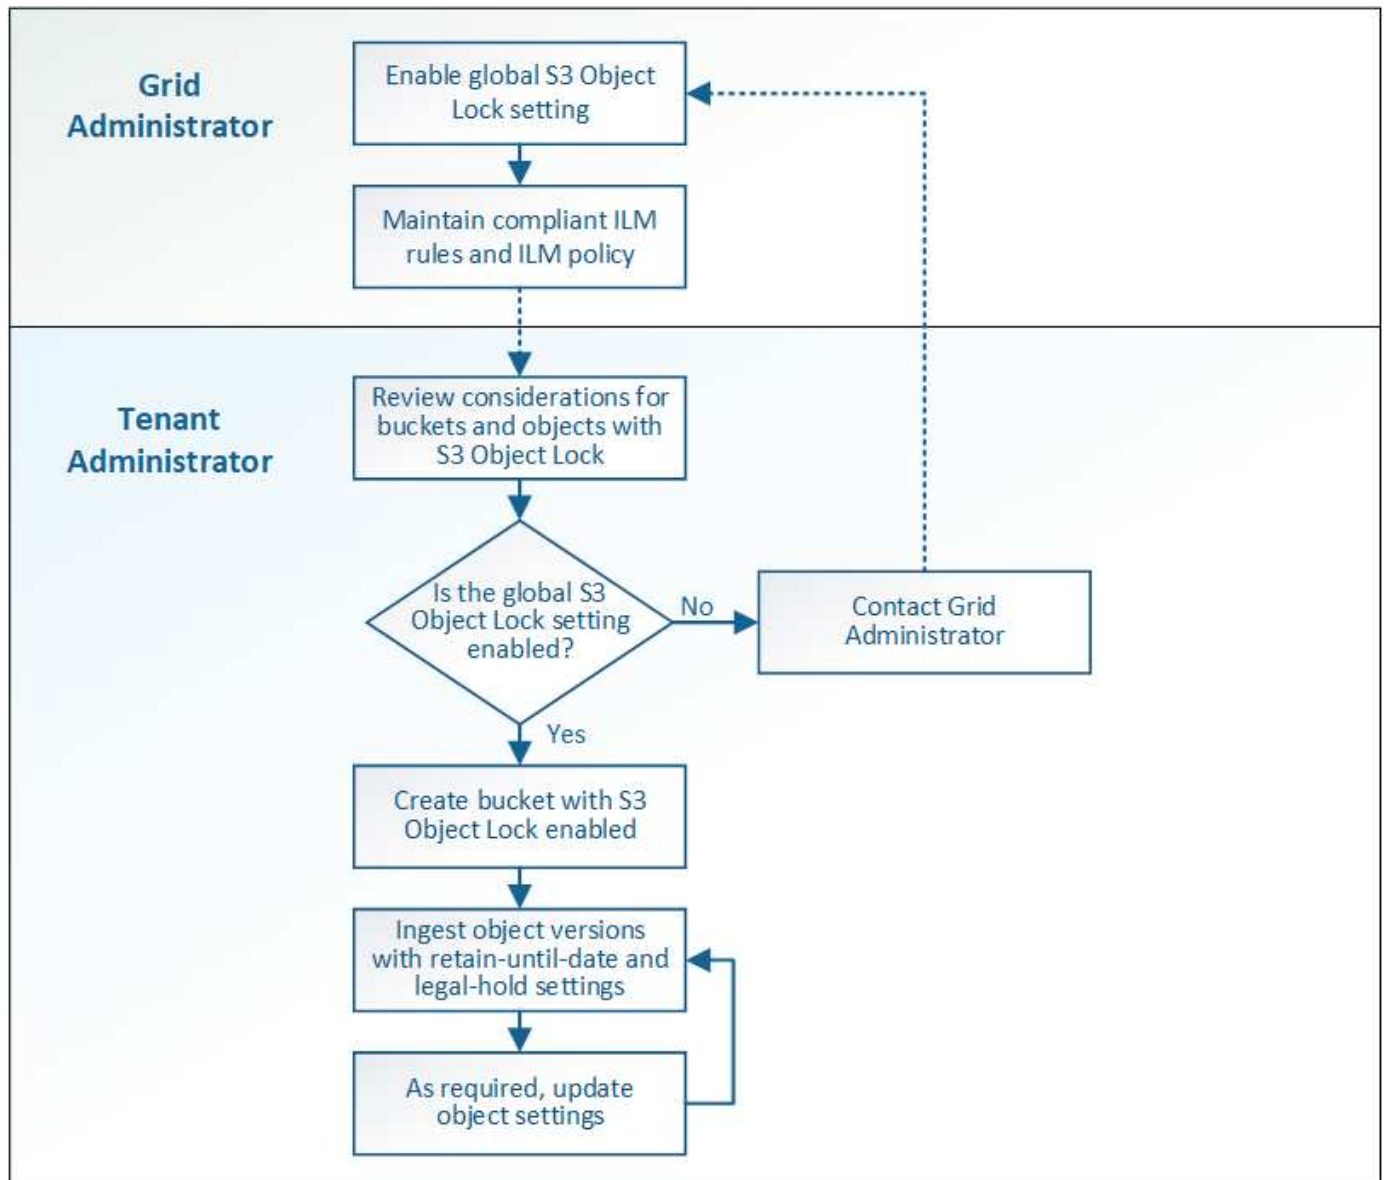 Grid
Administrator
Enable global S3 Object
Lock setting
Maintain compliant ILM
rules and ILM policy
Tenant
Administrator
Review considerations for
buckets and objects with
S3 Object Lock
Is the global S3
Object Lock setting
enabled?
No
Contact Grid
Administrator
Yes
Create bucket with S3
Object Lock enabled
Ingest object versions
with retain-until-date and
legal-hold settings
As required, update
object settings